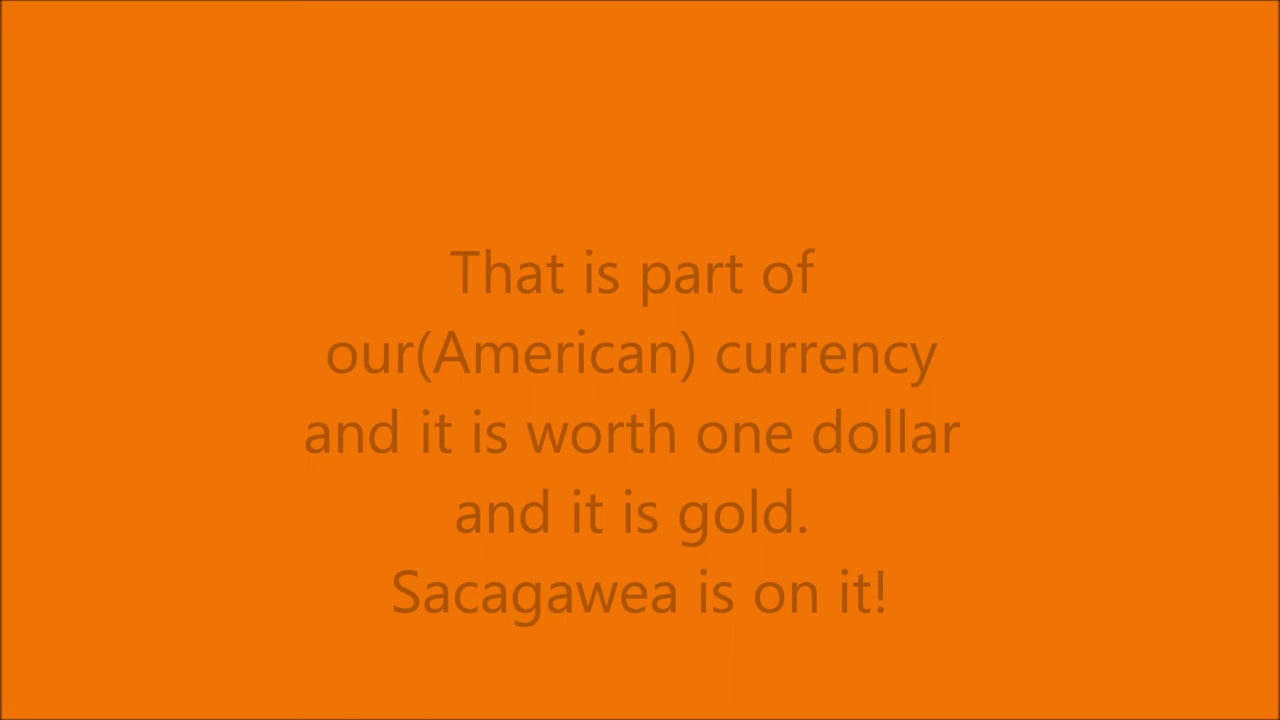 That is part of
our(American) currency
and it is worth one dollar
and it is gold.
Sacagawea is on it!